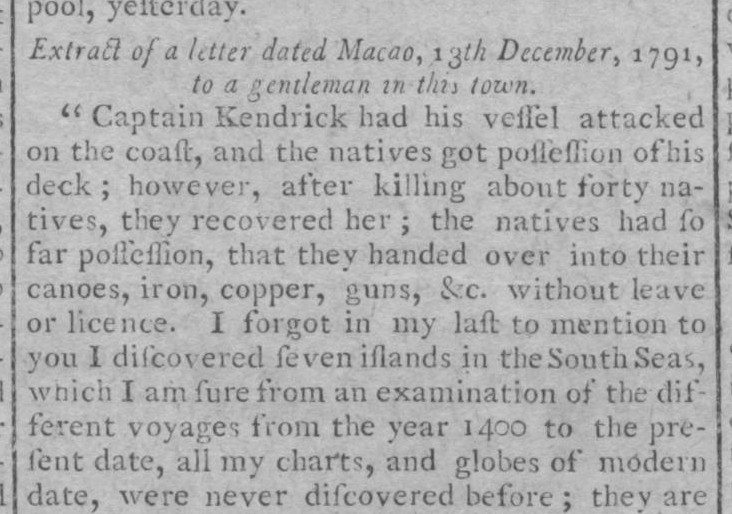 pool, yeſterday.
Extract of a letter dated Macao, 13th December, 1791,
to a gentleman in this town.
“ Captain Kendrick had his veſſel attacked
on the coaſt, and the natives got poſſeſſion of his
deck ; however, after killing about forty na-
tives, they recovered her ; the natives had ſo
far poſſeſſion, that they handed over into their
canoes, iron, copper, guns, &c. without leave
or licence. I forgot in my laſt to mention to
you I diſcovered ſeven iſlands in the South Seas,
which I am ſure from an examination of the dif-
ferent voyages from the year 1400 to the pre-
ſent date, all my charts, and globes of modern
date, were never diſcovered before ; they are